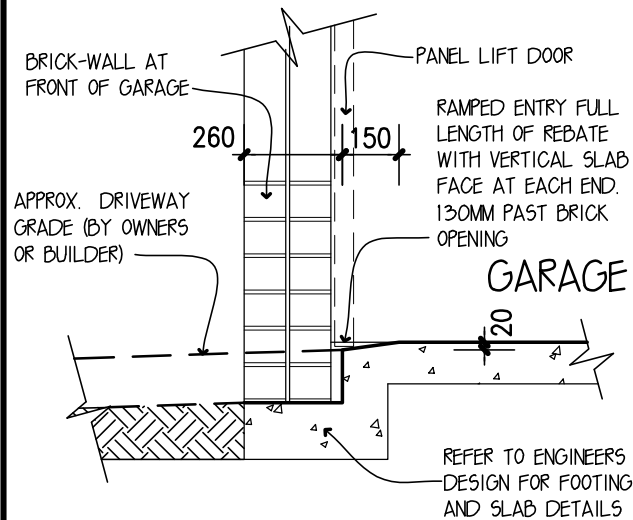 BRICK-WALL AT
FRONT OF GARAGE
PANEL LIFT DOOR
260
150
RAMPED ENTRY FULL
LENGTH OF REBATE
WITH VERTICAL SLAB
FACE AT EACH END.
130MM PAST BRICK
OPENING
APPROX. DRIVEWAY
GRADE (BY OWNERS
OR BUILDER)
GARAGE
20
REFER TO ENGINEERS
DESIGN FOR FOOTING
AND SLAB DETAILS